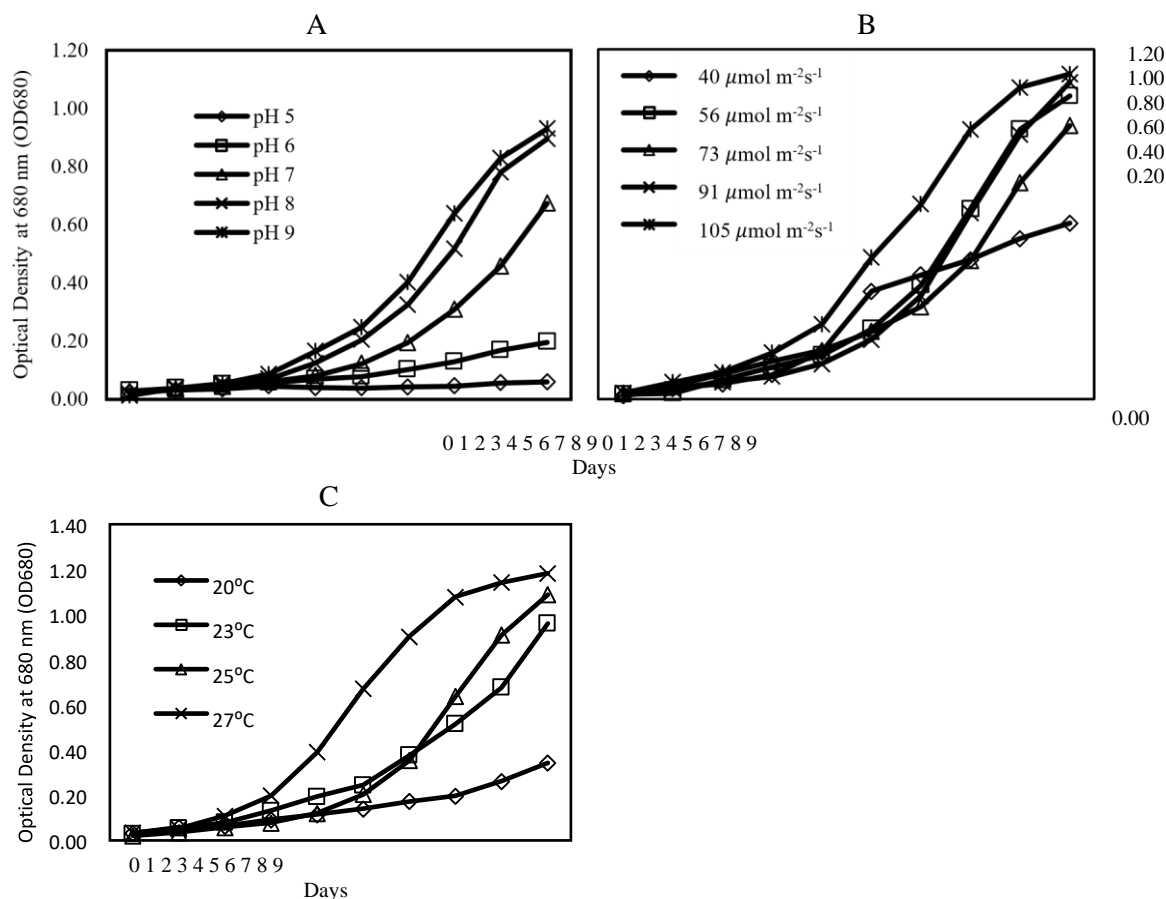 A
Optical Density at 680 nm (OD680)
1.20
1.00
0.80
0.60
0.40
0.20
0.00
pH 5
pH 6
pH 7
pH 8
pH 9
B
40 µmol m-2s-1
56 µmol m-2s-1
73 µmol m-2s-1
91 µmol m-2s-1
105 µmol m-2s-1
1.20
1.00
0.80
0.60
0.40
0.20
0.00
0 1 2 3 4 5 6 7 8 9 0 1 2 3 4 5 6 7 8 9
Days
C
Optical Density at 680 nm (OD680)
1.40
1.20
1.00
0.80
0.60
0.40
0.20
0.00
20ºC
23ºC
25ºC
27ºC
0 1 2 3 4 5 6 7 8 9
Days